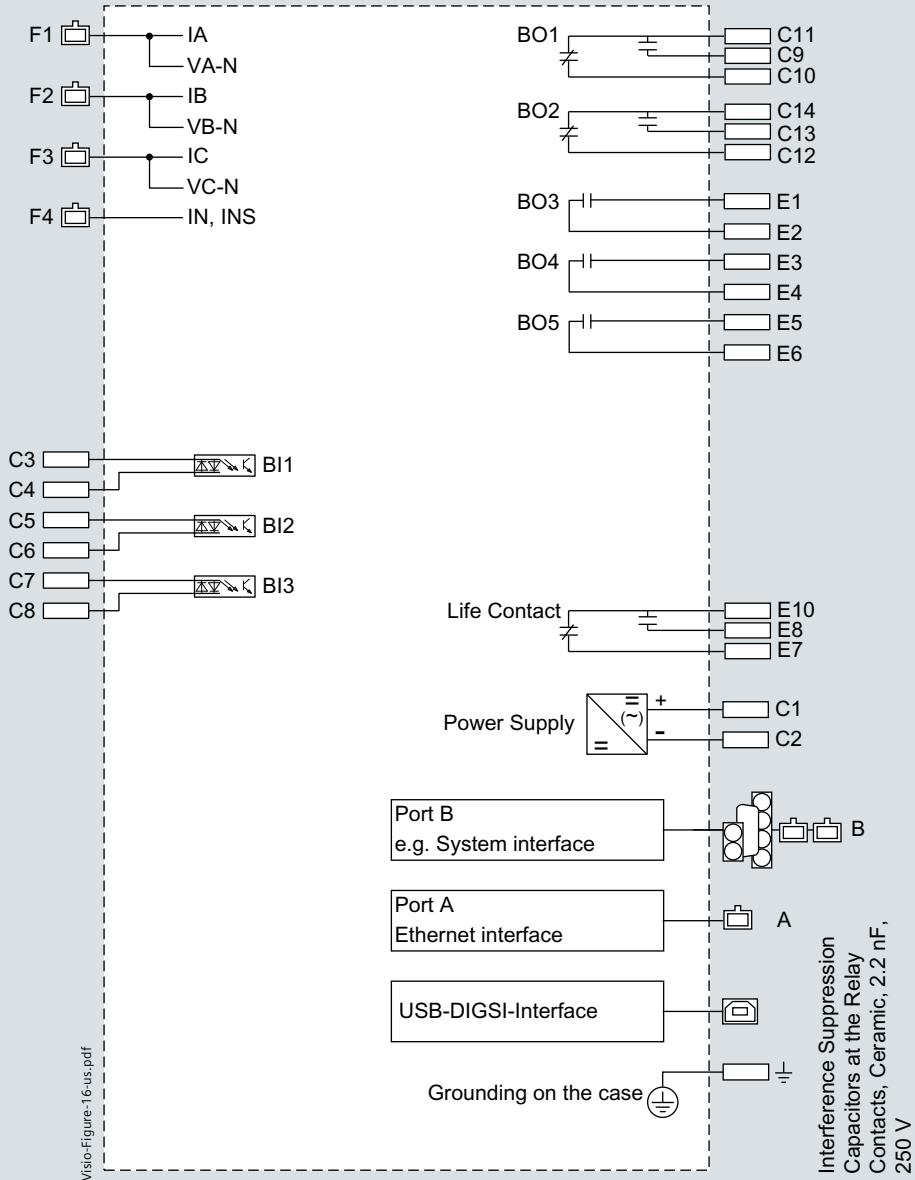 F1
IA
VA-N
F2
IB
VB-N
F3
IC
VC-N
F4
IN, INS
C3
C4
BI1
C5
C6
BI2
C7
C8
BI3
BO1
C11
C9
C10
BO2
C14
C13
C12
BO3
E1
E2
BO4
E3
E4
BO5
E5
E6
Life Contact
E10
E8
E7
Power Supply
=
(~)
=
+
-
C1
C2
Port B
e.g. System interface
B
Port A
Ethernet interface
A
USB-DIGSI-Interface
Grounding on the case
Interference Suppression
Capacitors at the Relay
Contacts, Ceramic, 2.2 nF,
250 V
Visio-Figure-16-us.pdf